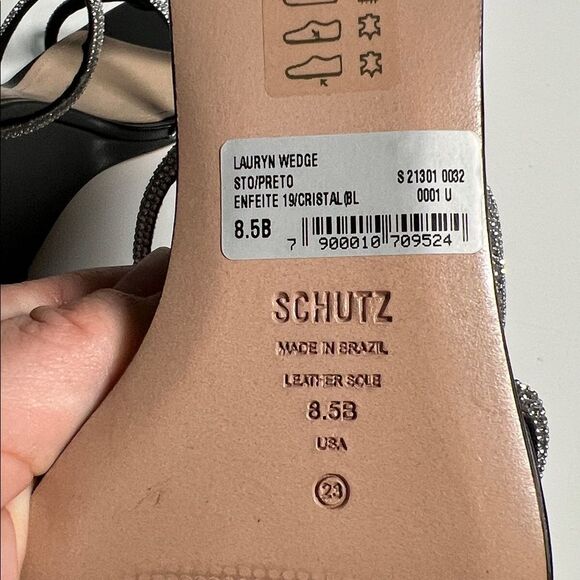 LAURYN WEDGE
STO/PRETO S 21301 0032
ENFEITE 19/CRISTAL(BL 0001 U
8.5B
7 900010 709524
SCHUTZ
MADE IN BRAZIL
LEATHER SOLE
8.5B
USA
23